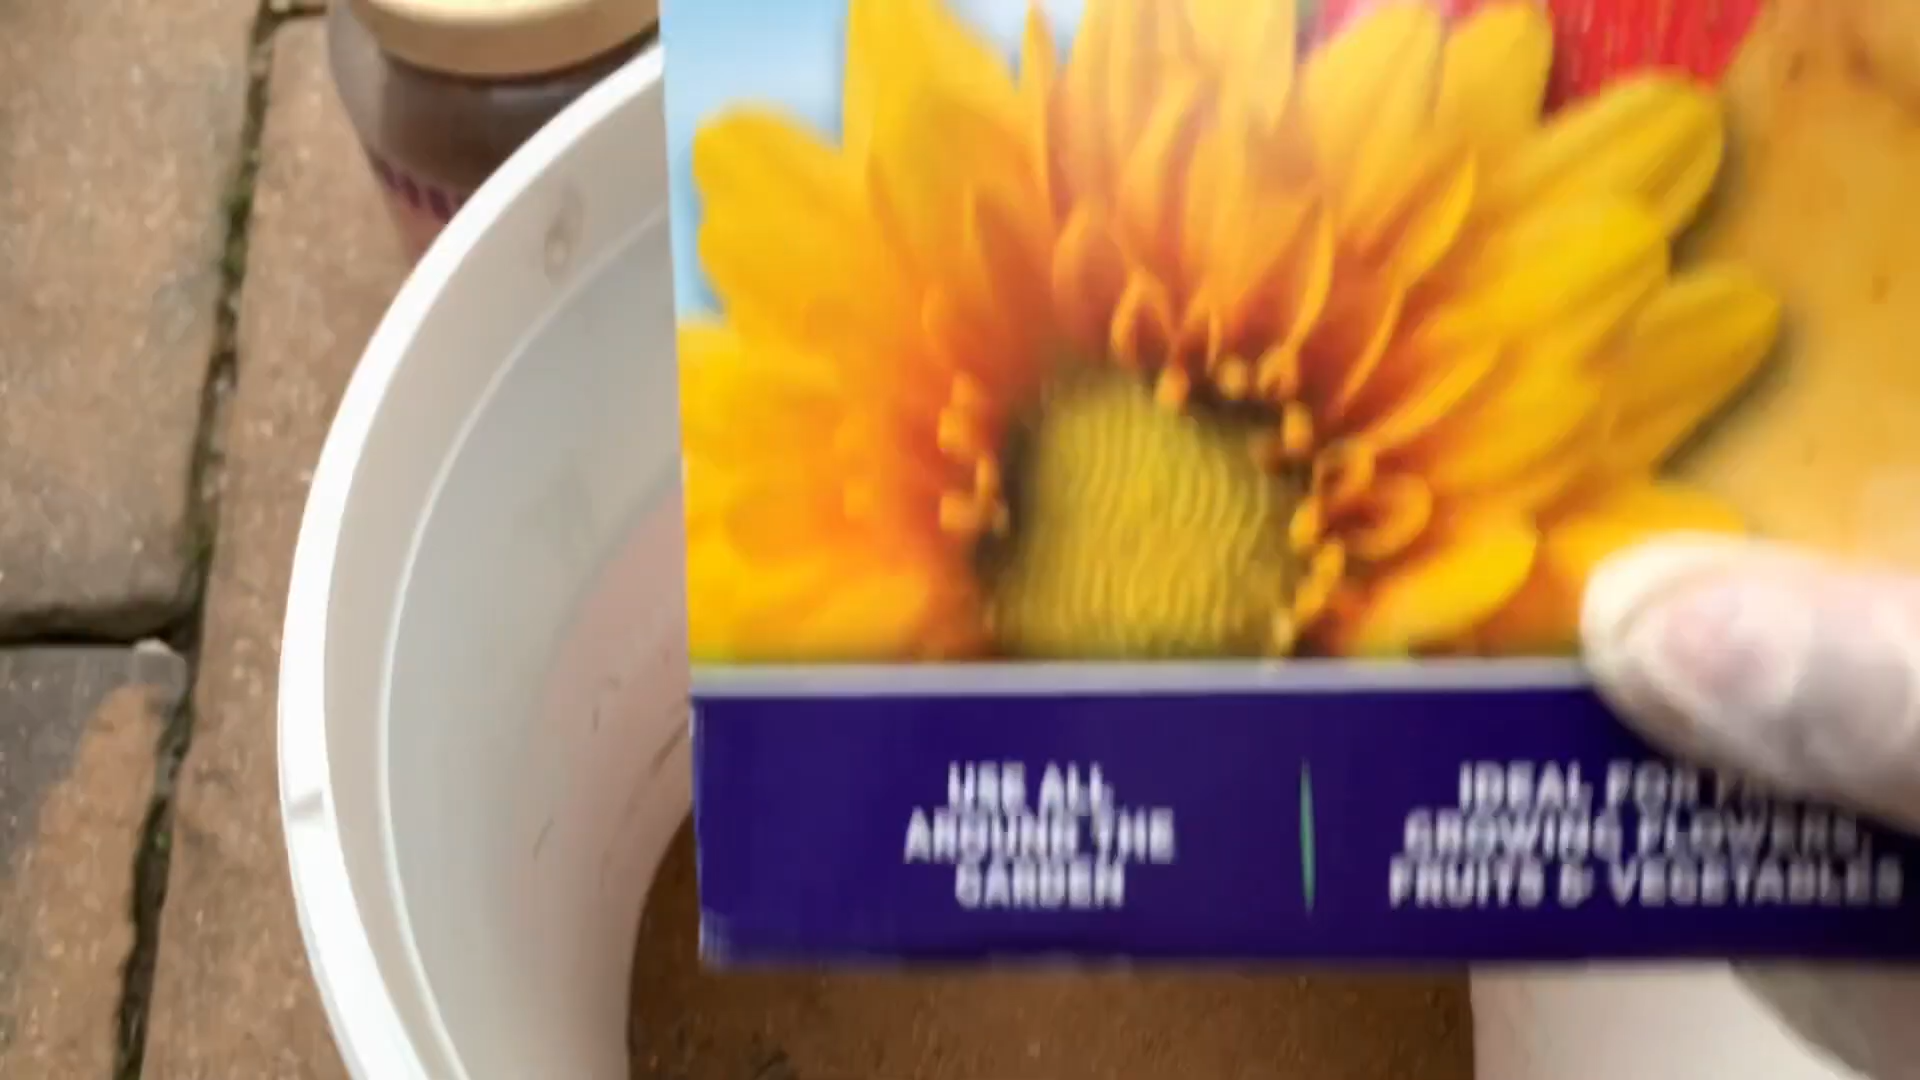 USE ALL
AROUND THE
GARDEN
IDEAL FOR
GROWING FLOWERS,
FRUITS & VEGETABLES